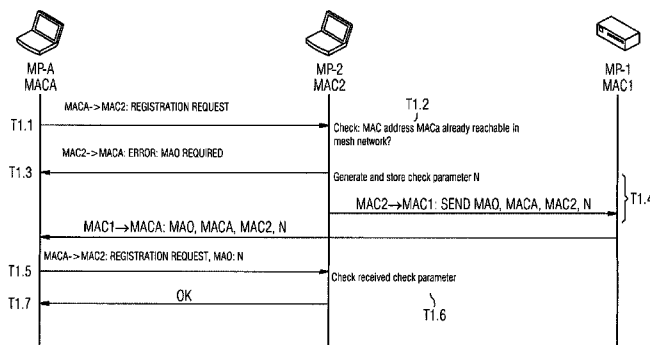 MP-A
MACA
MP-2
MAC2
MP-1
MAC1
MACA->MAC2: REGISTRATION REQUEST
T1.1
T1.2
Check: MAC address MACa already reachable in
mesh network?
MAC2->MACA: ERROR: MAO REQUIRED
T1.3
Generate and store check parameter N
MAC2→MAC1: SEND MAO, MACA, MAC2, N
T1.4
MAC1→MACA: MAO, MACA, MAC2, N
MACA->MAC2: REGISTRATION REQUEST, MAO: N
T1.5
Check received check parameter
OK
T1.7
T1.6